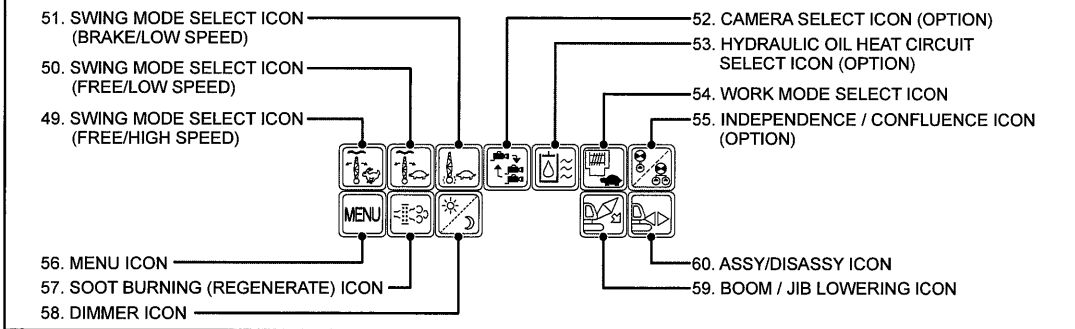 51. SWING MODE SELECT ICON
(BRAKE/LOW SPEED)
50. SWING MODE SELECT ICON
(FREE/LOW SPEED)
49. SWING MODE SELECT ICON
(FREE/HIGH SPEED)
52. CAMERA SELECT ICON (OPTION)
53. HYDRAULIC OIL HEAT CIRCUIT
SELECT ICON (OPTION)
54. WORK MODE SELECT ICON
55. INDEPENDENCE / CONFLUENCE ICON
(OPTION)
MENU
56. MENU ICON
57. SOOT BURNING (REGENERATE) ICON
58. DIMMER ICON
60. ASSY/DISASSY ICON
59. BOOM / JIB LOWERING ICON